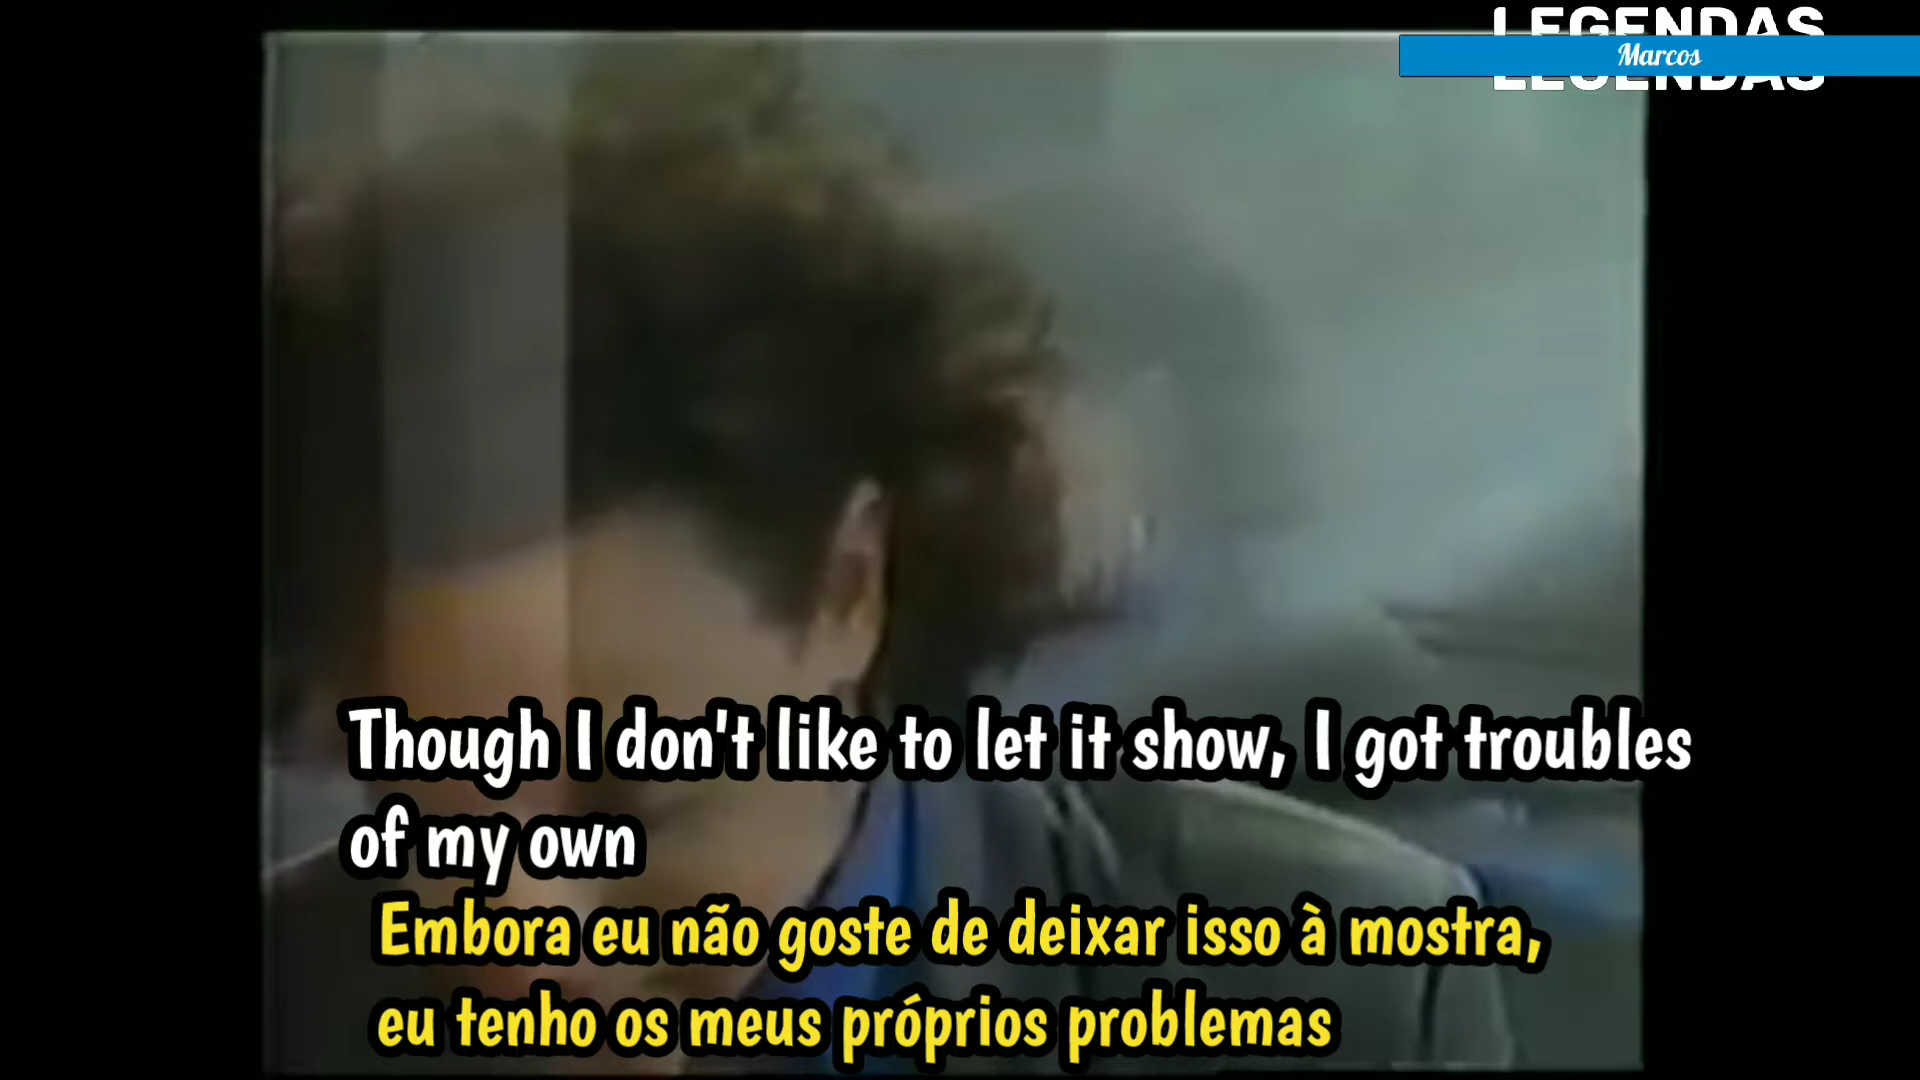 LEGENDAS
Marcos
LEGENDAS
Though I don't like to let it show, I got troubles
of my own
Embora eu não goste de deixar isso à mostra,
eu tenho os meus próprios problemas